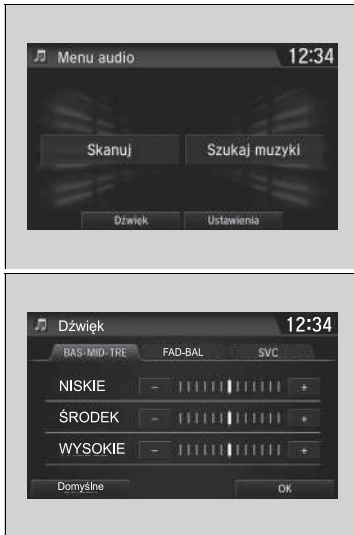 Menu audio 12:34
Skanuj Szukaj muzyki
Dźwięk Ustawienia
Dźwięk 12:34
BAS-MID-TRE FAD-BAL SVC
NISKIE - +
ŚRODEK - +
WYSOKIE - +
Domyślne OK